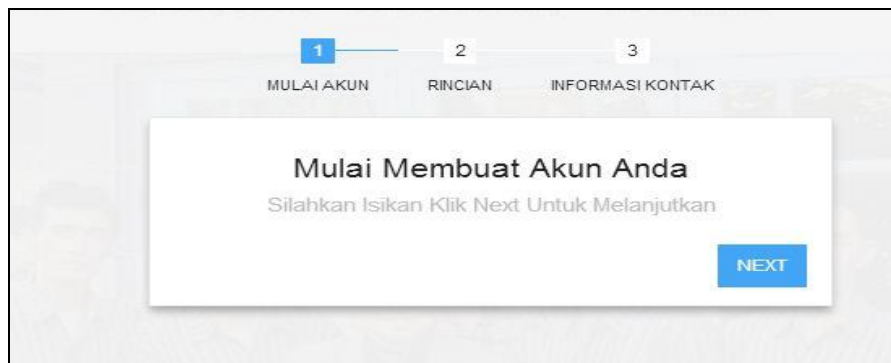 1 2 3
MULAI AKUN RINCIAN INFORMASI KONTAK
Mulai Membuat Akun Anda
Silahkan Isikan Klik Next Untuk Melanjutkan
NEXT